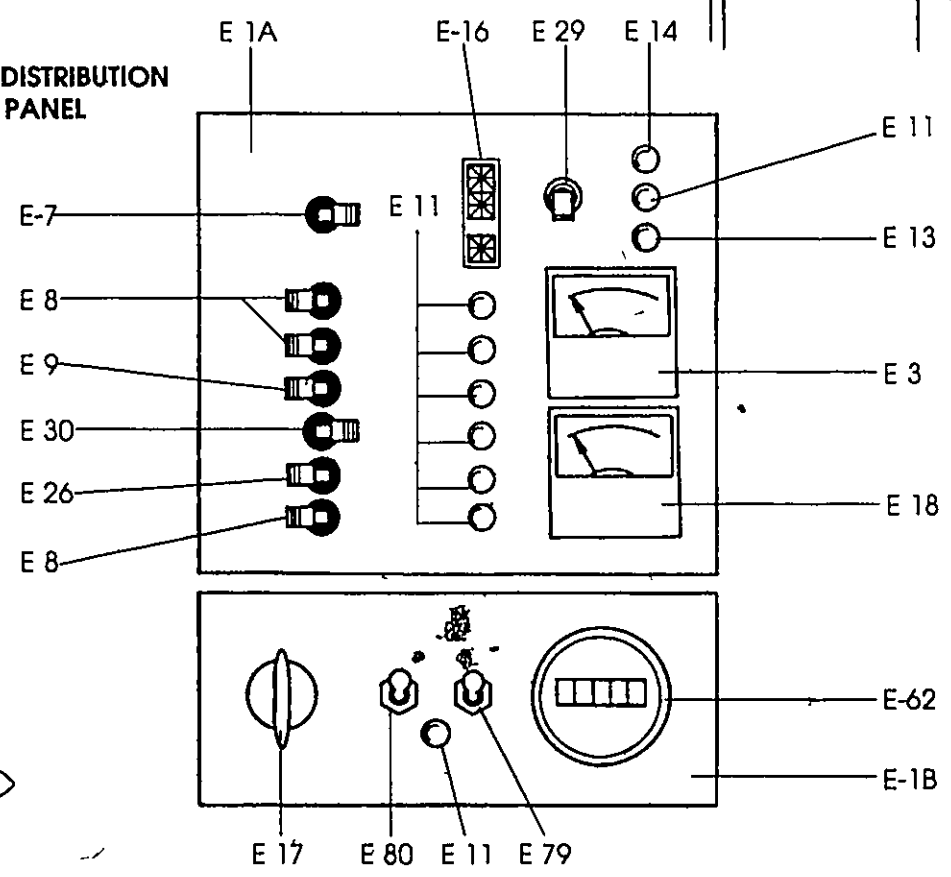 E 1A E-16 E 29 E 14
DISTRIBUTION
PANEL
E 11
E-7
E 11
E 13
E 8
E 9
E 3
E 30
E 26
E 18
E 8
E-62
E-1B
E 17 E 80 E 11 E 79